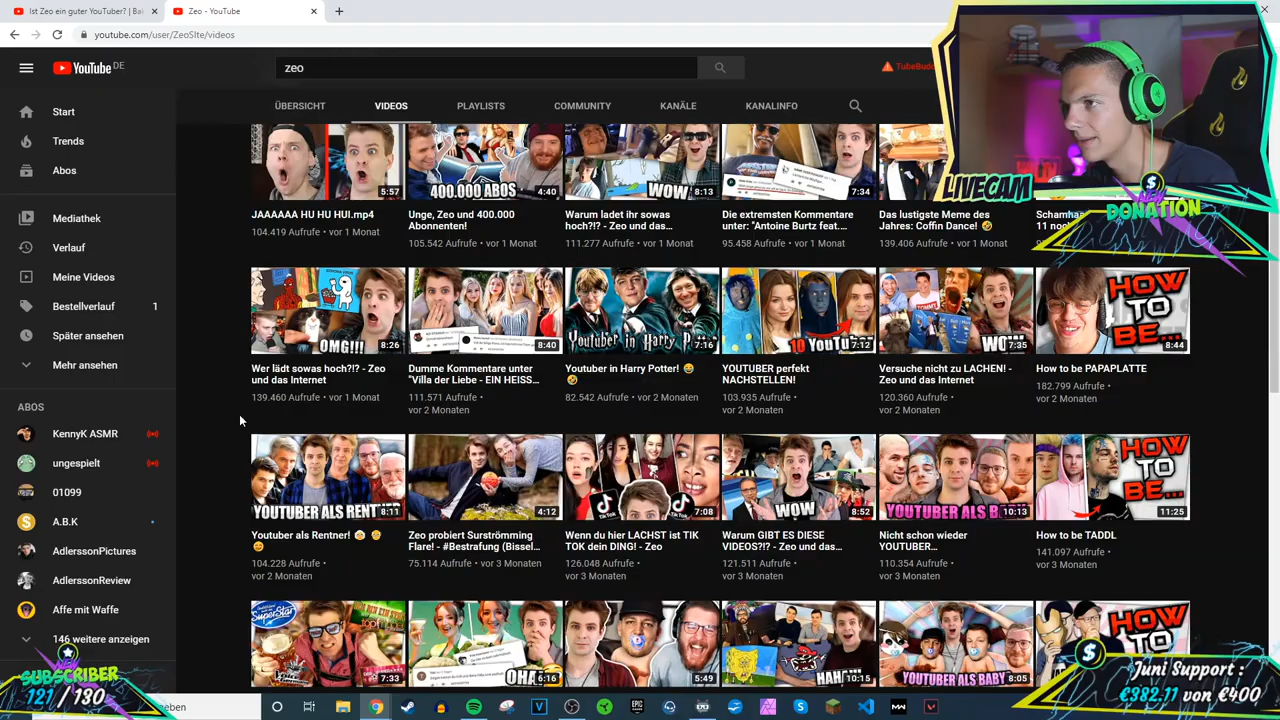 Ist Zeo ein guter YouTuber? | Bal
Zeo - YouTube
youtube.com/user/ZeoSIte/videos
YouTube DE
zeo
TubeBuddy
ÜBERSICHT
VIDEOS
PLAYLISTS
COMMUNITY
KANÄLE
KANALINFO
Start
Trends
Abos
Mediathek
Verlauf
Meine Videos
Bestellverlauf 1
Später ansehen
Mehr ansehen
ABOS
KennyK ASMR
ungespielt
01099
A.B.K
AdlerssonPictures
AdlerssonReview
Affe mit Waffe
146 weitere anzeigen
5:57
JAAAAAA HU HU HUI.mp4
104.419 Aufrufe • vor 1 Monat
400.000 ABOS
4:40
Unge, Zeo und 400.000
Abonnenten!
105.542 Aufrufe • vor 1 Monat
WOW
8:13
Warum ladet ihr sowas
hoch?!? - Zeo und das...
111.277 Aufrufe • vor 1 Monat
7:34
Die extremsten Kommentare
unter: "Antoine Burtz feat....
95.458 Aufrufe • vor 1 Monat
Das lustigste Meme des
Jahres: Coffin Dance! 🤣
139.406 Aufrufe • vor 1 Monat
OMG!!!
8:26
Wer lädt sowas hoch?!? - Zeo
und das Internet
139.460 Aufrufe • vor 1 Monat
8:40
Dumme Kommentare unter
"Villa der Liebe - EIN HEISS...
111.571 Aufrufe •
vor 2 Monaten
Youtuber in Harry Potter
7:16
Youtuber in Harry Potter! 😂
🤣
82.542 Aufrufe • vor 2 Monaten
10 YouTu
7:12
YOUTUBER perfekt
NACHSTELLEN!
103.935 Aufrufe •
vor 2 Monaten
WOW
7:35
Versuche nicht zu LACHEN! -
Zeo und das Internet
120.360 Aufrufe •
vor 2 Monaten
HOW
TO
BE...
8:44
How to be PAPAPLATTE
182.799 Aufrufe •
vor 2 Monaten
YOUTUBER ALS RENTNER
8:11
Youtuber als Rentner! 👴 👴
😄
104.228 Aufrufe •
vor 2 Monaten
4:12
Zeo probiert Surströmming
Flare! - #Bestrafung (Bissel...
75.114 Aufrufe • vor 3 Monaten
TikTok
7:08
Wenn du hier LACHST ist TIK
TOK dein DING! - Zeo
126.048 Aufrufe •
vor 3 Monaten
WOW
8:52
Warum GIBT ES DIESE
VIDEOS?!? - Zeo und das...
121.511 Aufrufe •
vor 3 Monaten
YOUTUBER ALS BABY
10:13
Nicht schon wieder
YOUTUBER...
110.354 Aufrufe •
vor 3 Monaten
HOW
TO
BE...
11:25
How to be TADDL
141.097 Aufrufe •
vor 3 Monaten
SuperStar
7:33
OHA
6:16
5:49
HAH
10:15
YOUTUBER ALS BABY
8:05
HOW
TO
LIVECAM
NEW
DONATION
NEW
SUBSCRIBER
121 / 130
Juni Support :
€382.11 von €400